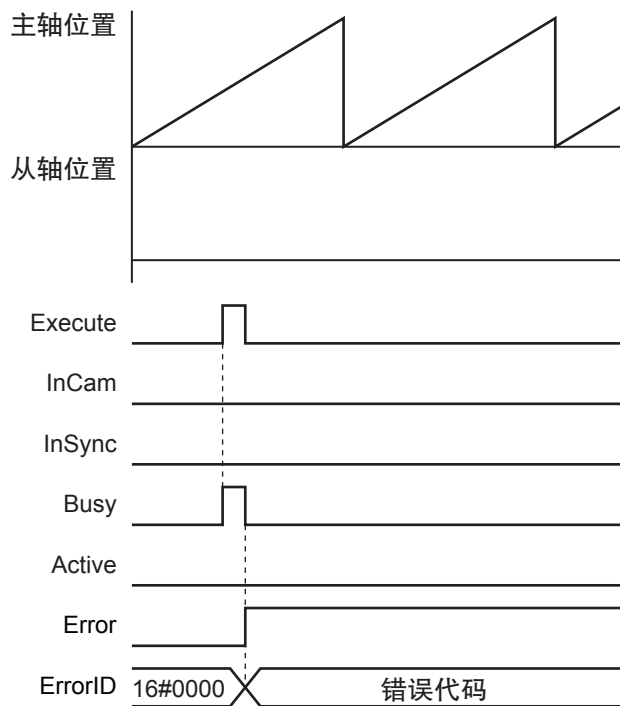 主轴位置
从轴位置
Execute
InCam
InSync
Busy
Active
Error
ErrorID 16#0000 错误代码